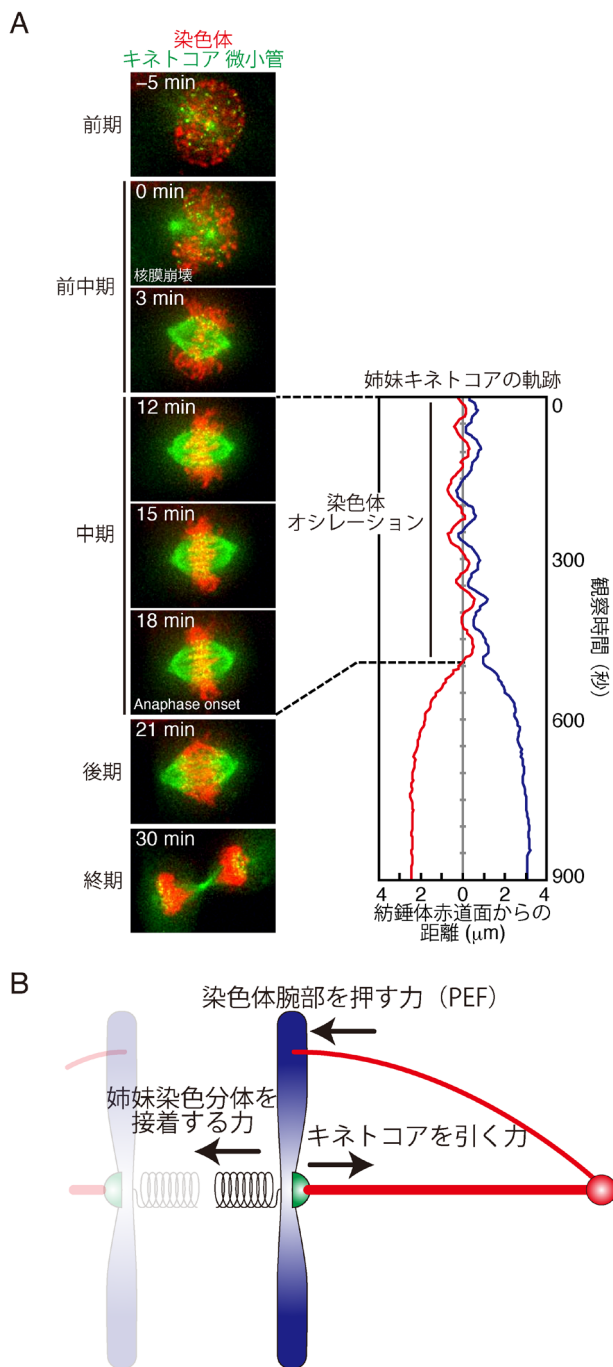 A
染色体
キネトコア 微小管
–5 min
前期
0 min
核膜崩壊
前中期
3 min
12 min
中期
15 min
18 min
Anaphase onset
21 min
後期
30 min
終期
姉妹キネトコアの軌跡
染色体
オシレーション
0
300
600
900
観察時間（秒）
4 2 0 2 4
紡錘体赤道面からの
距離 (μm)
B
染色体腕部を押す力（PEF）
姉妹染色分体を
接着する力
キネトコアを引く力